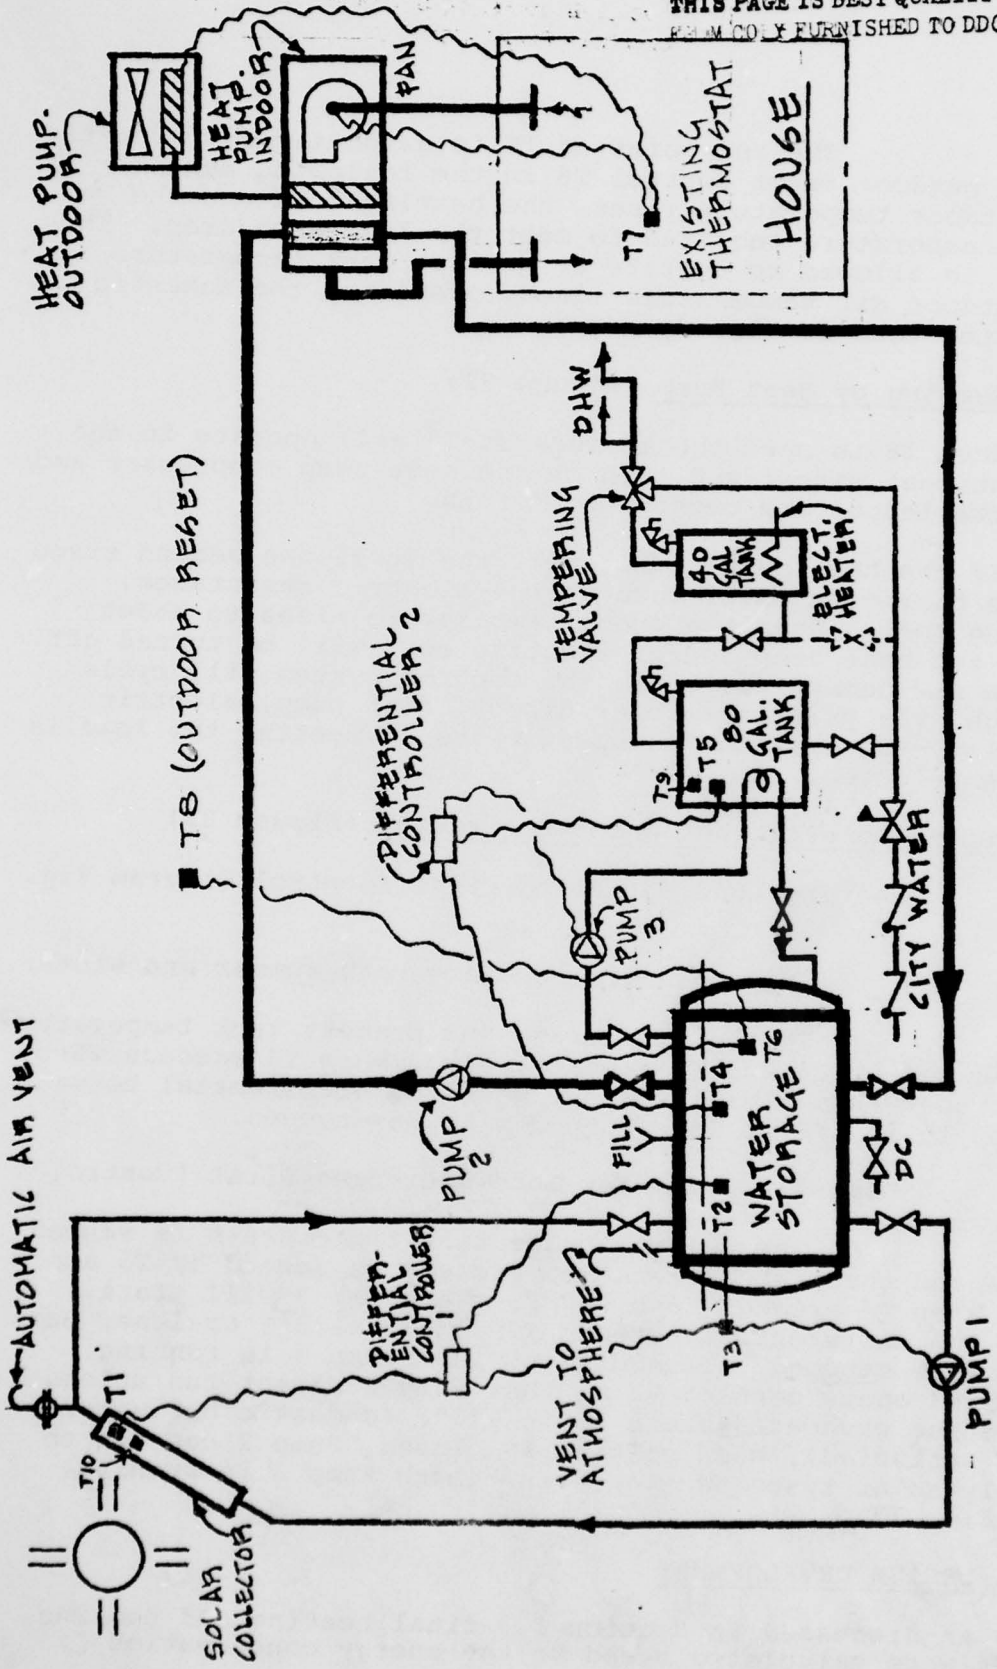 THIS PAGE IS BEST QUALITY
FURNISHED TO DDC
HEAT PUMP.
OUTDOOR
HEAT
PUMP.
INDOOR
FAN
T7
EXISTING
THERMOSTAT
HOUSE
T8 (OUTDOOR RESET)
DIFFERENTIAL
CONTROLLER 2
TEMPERING
VALVE
DHW
40
GAL
TANK
ELECT.
HEATER
T9
T5
80
GAL.
TANK
PUMP
3
CITY WATER
AUTOMATIC AIR VENT
T1
T10
SOLAR
COLLECTOR
DIFFER-
ENTIAL
CONTROLLER
1
PUMP
2
FILL
VENT TO
ATMOSPHERE
T2
T4
T6
WATER
STORAGE
T3
DC
PUMP 1